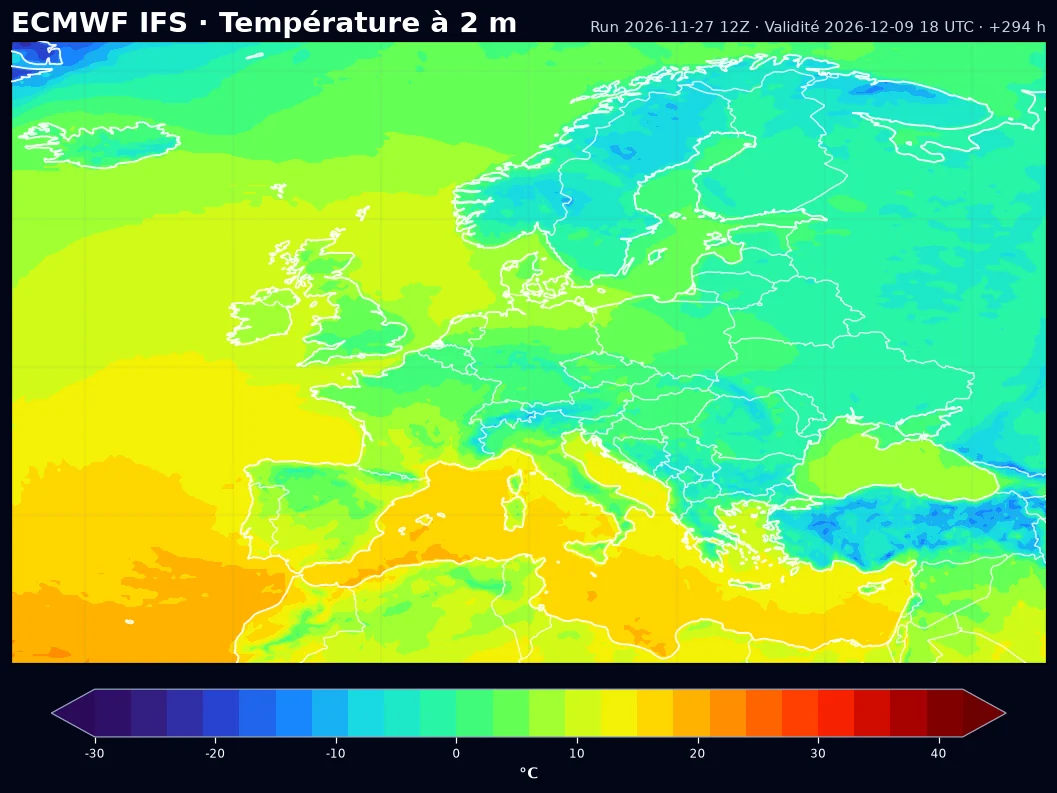 ECMWF IFS · Température à 2 m
Run 2026-11-27 12Z · Validité 2026-12-09 18 UTC · +294 h
-30 -20 -10 0 10 20 30 40
°C